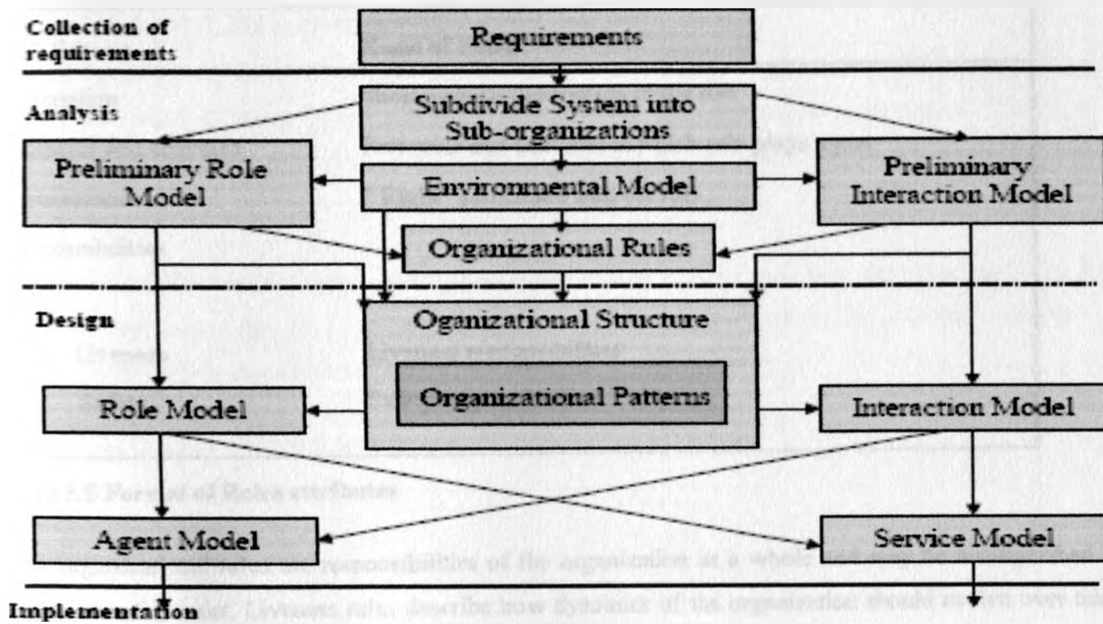 Collection of
requirements
Requirements
Analysis
Subdivide System into
Sub-organizations
Preliminary Role
Model
Environmental Model
Preliminary
Interaction Model
Organizational Rules
Design
Oganizational Structure
Organizational Patterns
Role Model
Interaction Model
Agent Model
Service Model
Implementation